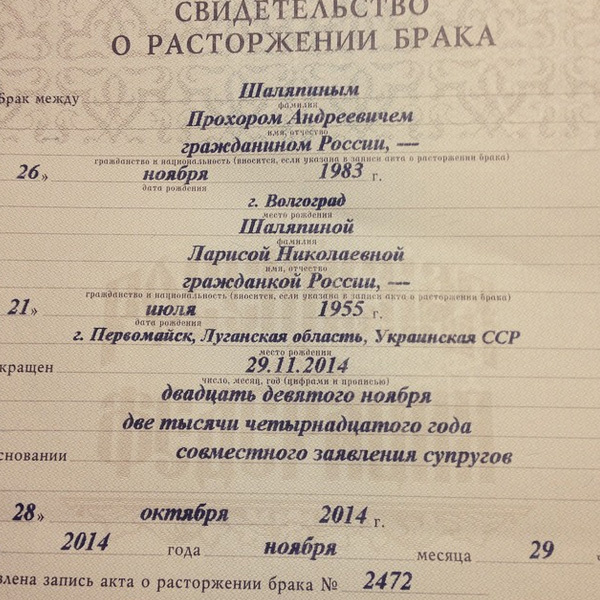 СВИДЕТЕЛЬСТВО
О РАСТОРЖЕНИИ БРАКА
Брак между Шаляпиным
фамилия
Прохором Андреевичем
имя, отчество
гражданином России, —
гражданство и национальность (вносится, если указана в записи акта о расторжении брака)
26» ноября 1983 г.
дата рождения
г. Волгоград
место рождения
Шаляпиной
фамилия
Ларисой Николаевной
имя, отчество
гражданкой России, —
гражданство и национальность (вносится, если указана в записи акта о расторжении брака)
21» июля 1955 г.
дата рождения
г. Первомайск, Луганская область, Украинская ССР
место рождения
кращен 29.11.2014
число, месяц, год (цифрами и прописью)
двадцать девятого ноября
две тысячи четырнадцатого года
сновании совместного заявления супругов
28» октября 2014 г.
2014 года ноября месяца 29
влена запись акта о расторжении брака № 2472